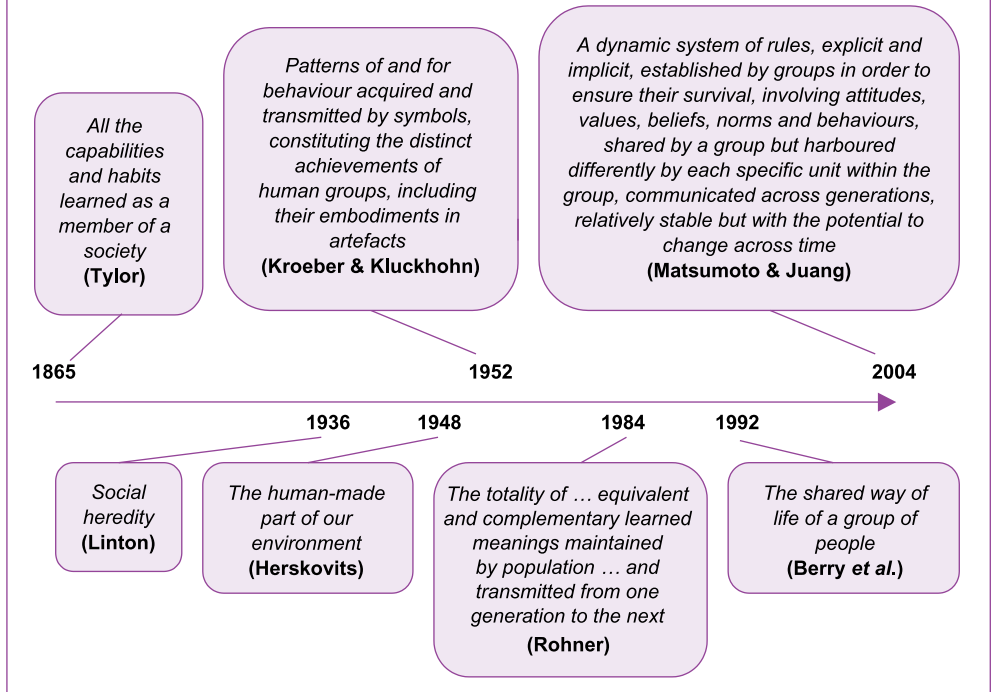 All the
capabilities
and habits
learned as a
member of a
society
(Tylor)
Patterns of and for
behaviour acquired and
transmitted by symbols,
constituting the distinct
achievements of
human groups, including
their embodiments in
artefacts
(Kroeber & Kluckhohn)
A dynamic system of rules, explicit and
implicit, established by groups in order to
ensure their survival, involving attitudes,
values, beliefs, norms and behaviours,
shared by a group but harboured
differently by each specific unit within the
group, communicated across generations,
relatively stable but with the potential to
change across time
(Matsumoto & Juang)
1865
1952
2004
1936
1948
1984
1992
Social
heredity
(Linton)
The human-made
part of our
environment
(Herskovits)
The totality of … equivalent
and complementary learned
meanings maintained
by population … and
transmitted from one
generation to the next
(Rohner)
The shared way of
life of a group of
people
(Berry et al.)